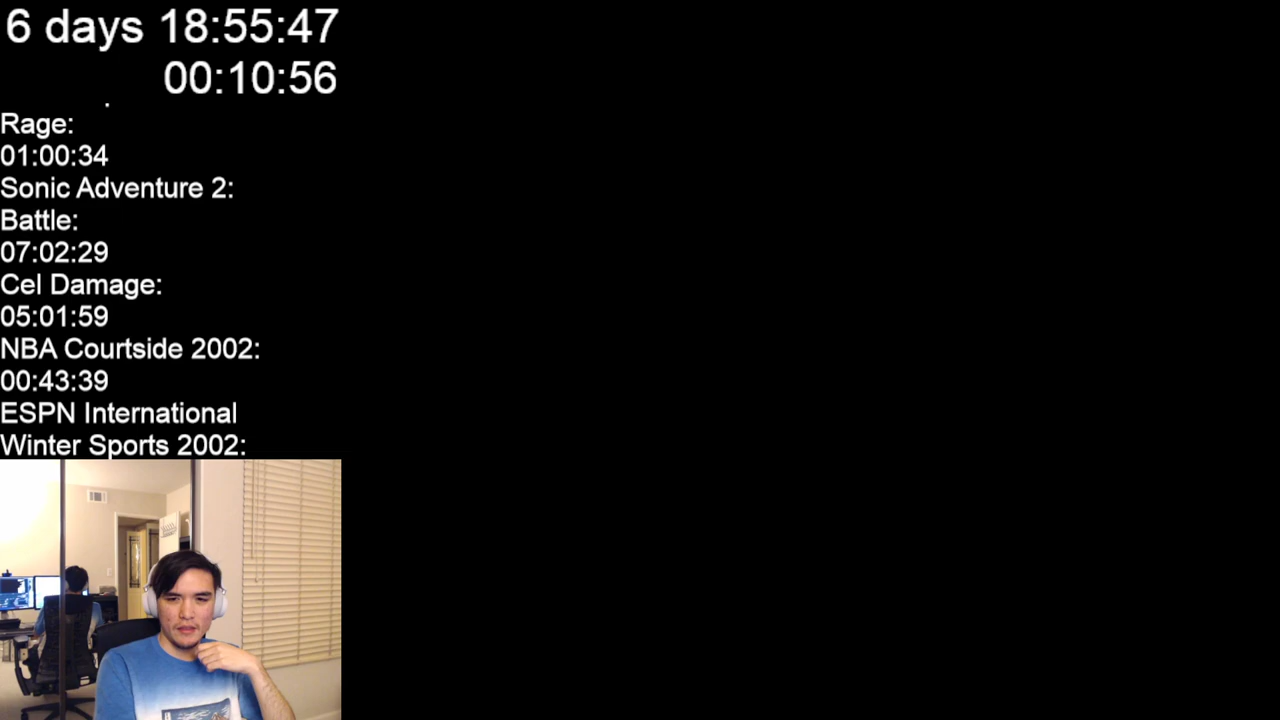 6 days 18:55:47
00:10:56
Rage:
01:00:34
Sonic Adventure 2:
Battle:
07:02:29
Cel Damage:
05:01:59
NBA Courtside 2002:
00:43:39
ESPN International
Winter Sports 2002: